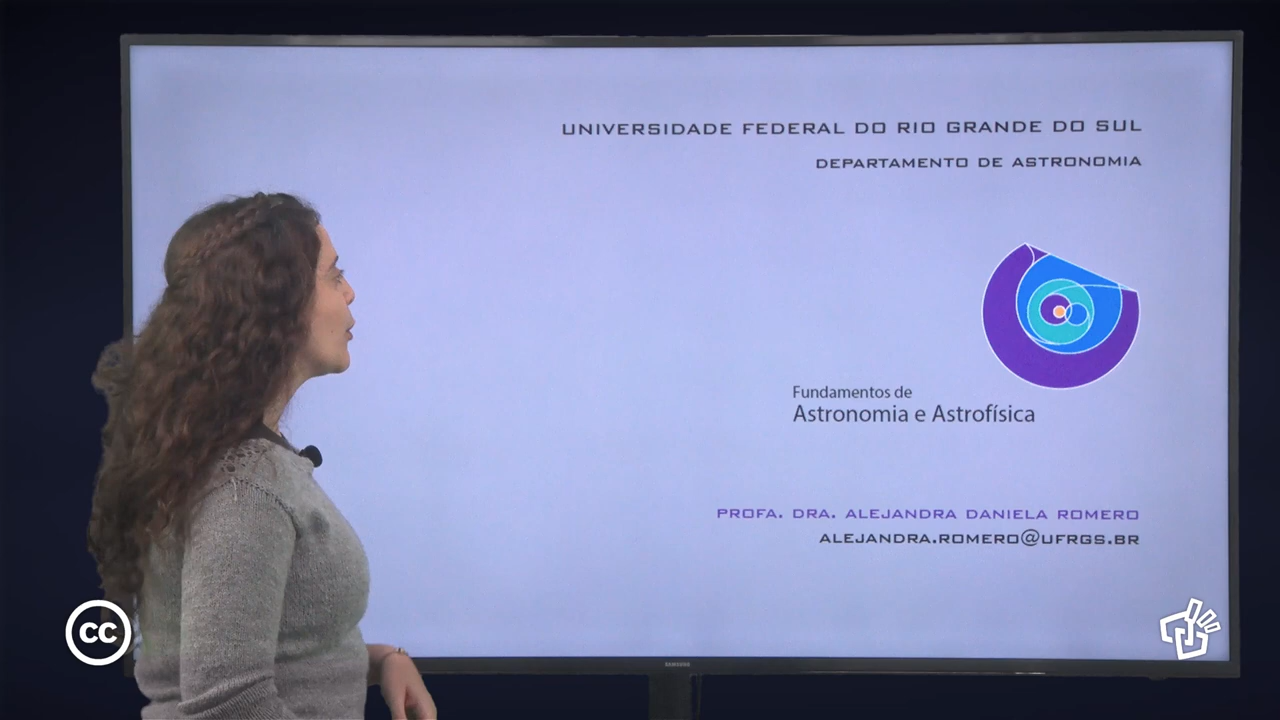 UNIVERSIDADE FEDERAL DO RIO GRANDE DO SUL
DEPARTAMENTO DE ASTRONOMIA
Fundamentos de
Astronomia e Astrofísica
PROFA. DRA. ALEJANDRA DANIELA ROMERO
ALEJANDRA.ROMERO@UFRGS.BR
cc
SAMSUNG